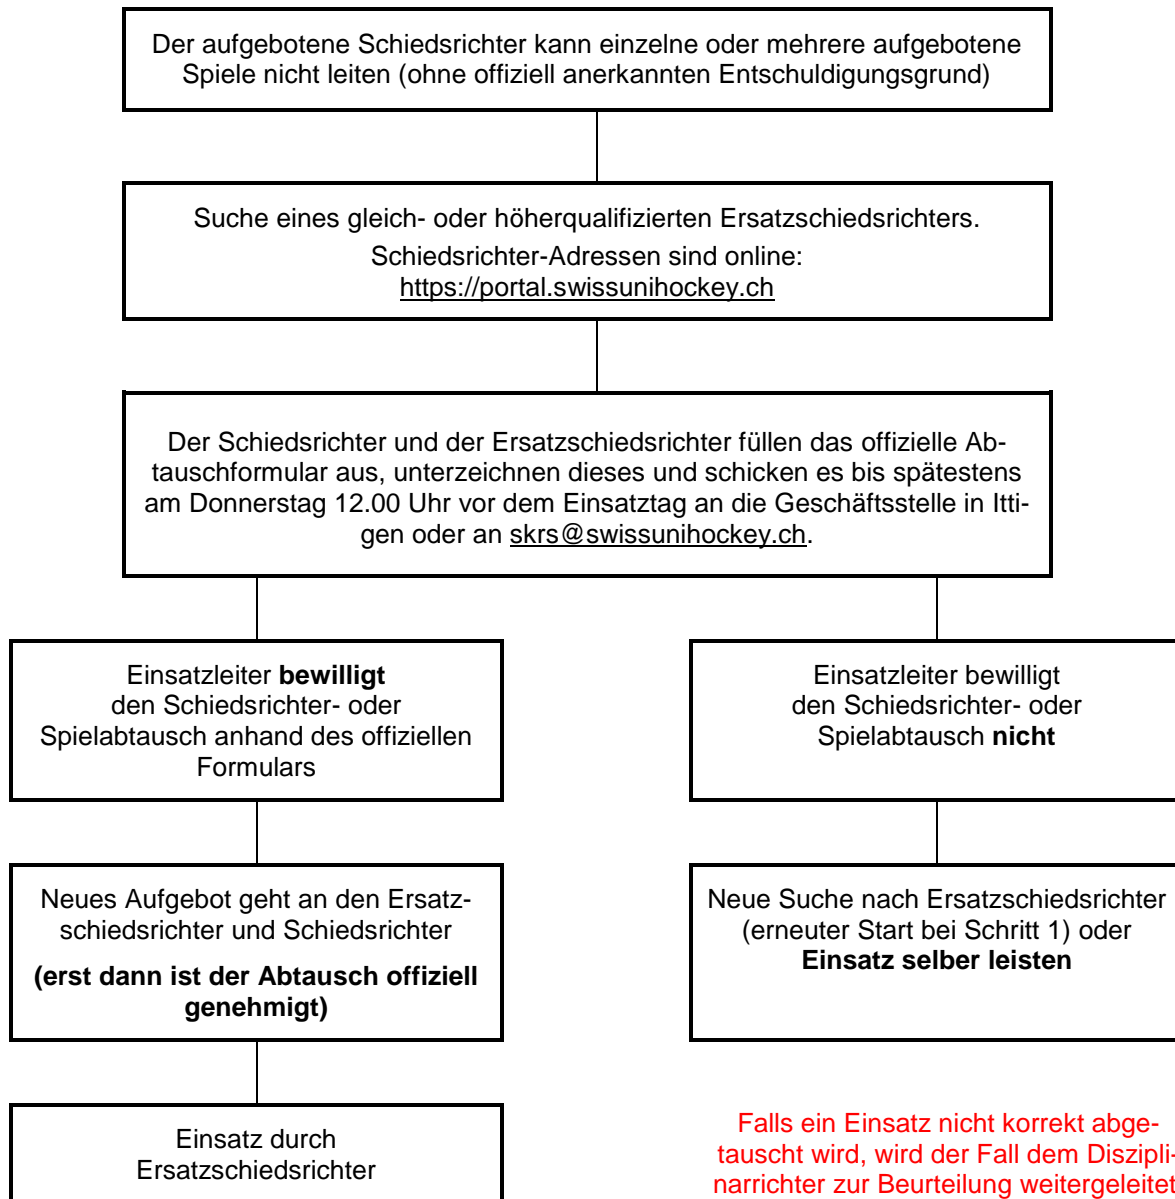 Der aufgebotene Schiedsrichter kann einzelne oder mehrere aufgebotene
Spiele nicht leiten (ohne offiziell anerkannten Entschuldigungsgrund)
Suche eines gleich- oder höherqualifizierten Ersatzschiedsrichters.
Schiedsrichter-Adressen sind online:
https://portal.swissunihockey.ch
Der Schiedsrichter und der Ersatzschiedsrichter füllen das offizielle Ab-
tauschformular aus, unterzeichnen dieses und schicken es bis spätestens
am Donnerstag 12.00 Uhr vor dem Einsatztag an die Geschäftsstelle in Itti-
gen oder an skrs@swissunihockey.ch.
Einsatzleiter bewilligt
den Schiedsrichter- oder
Spielabtausch anhand des offiziellen
Formulars
Einsatzleiter bewilligt
den Schiedsrichter- oder
Spielabtausch nicht
Neues Aufgebot geht an den Ersatz-
schiedsrichter und Schiedsrichter
(erst dann ist der Abtausch offiziell
genehmigt)
Neue Suche nach Ersatzschiedsrichter
(erneuter Start bei Schritt 1) oder
Einsatz selber leisten
Einsatz durch
Ersatzschiedsrichter
Falls ein Einsatz nicht korrekt abge-
tauscht wird, wird der Fall dem Diszipli-
narrichter zur Beurteilung weitergeleitet